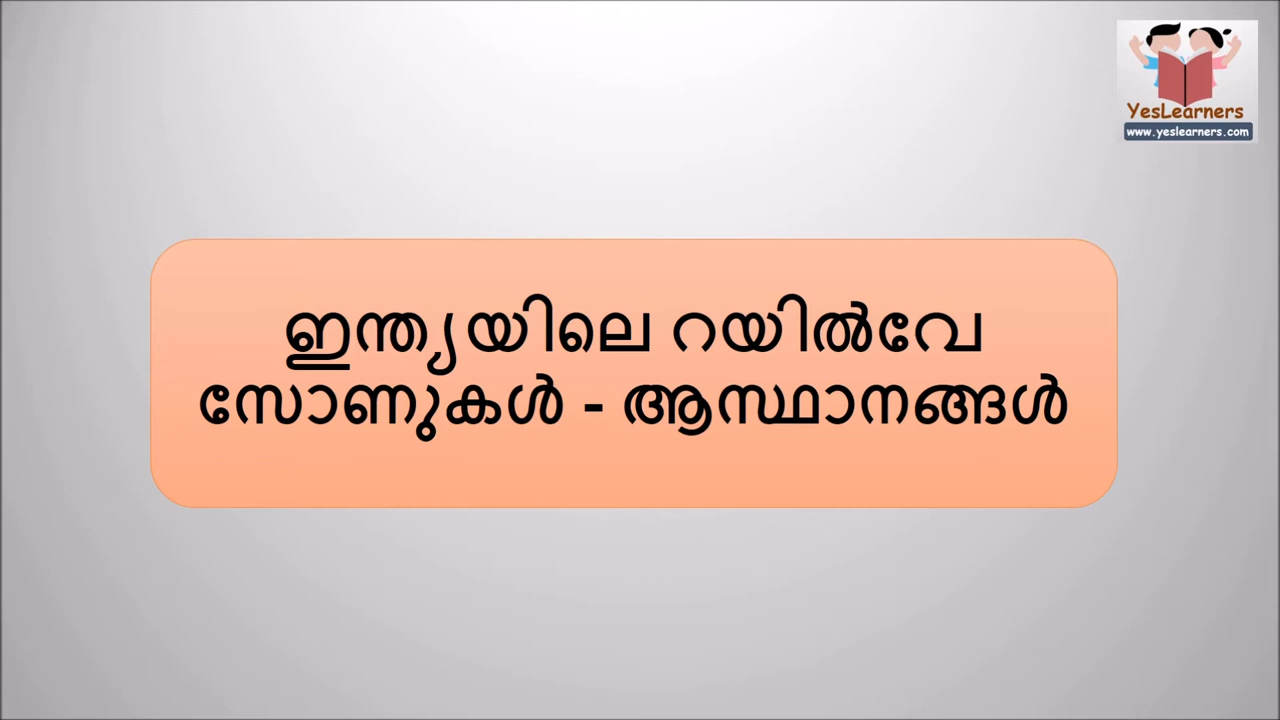 YesLearners
www.yeslearners.com
ഇന്ത്യയിലെ റയിൽവേ
സോണുകൾ - ആസ്ഥാനങ്ങൾ